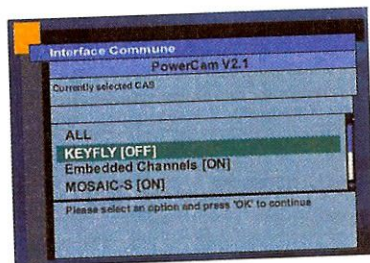 Interface Commune
PowerCam V2.1
Currently selected CAS
ALL
KEYFLY [OFF]
Embedded Channels [ON]
MOSAIC-S [ON]
Please select an option and press 'OK' to continue